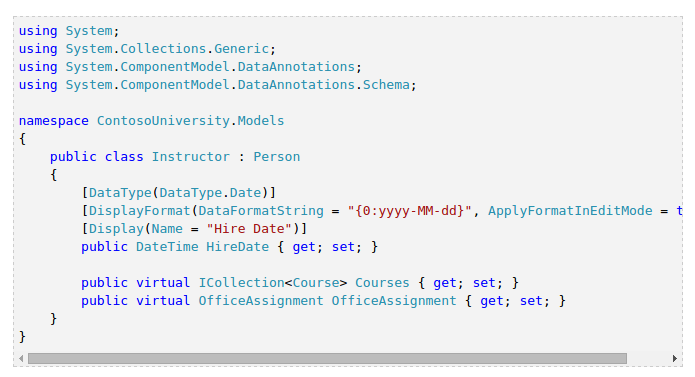 using System;
using System.Collections.Generic;
using System.ComponentModel.DataAnnotations;
using System.ComponentModel.DataAnnotations.Schema;

namespace ContosoUniversity.Models
{
    public class Instructor : Person
    {
        [DataType(DataType.Date)]
        [DisplayFormat(DataFormatString = "{0:yyyy-MM-dd}", ApplyFormatInEditMode = t
        [Display(Name = "Hire Date")]
        public DateTime HireDate { get; set; }

        public virtual ICollection<Course> Courses { get; set; }
        public virtual OfficeAssignment OfficeAssignment { get; set; }
    }
}